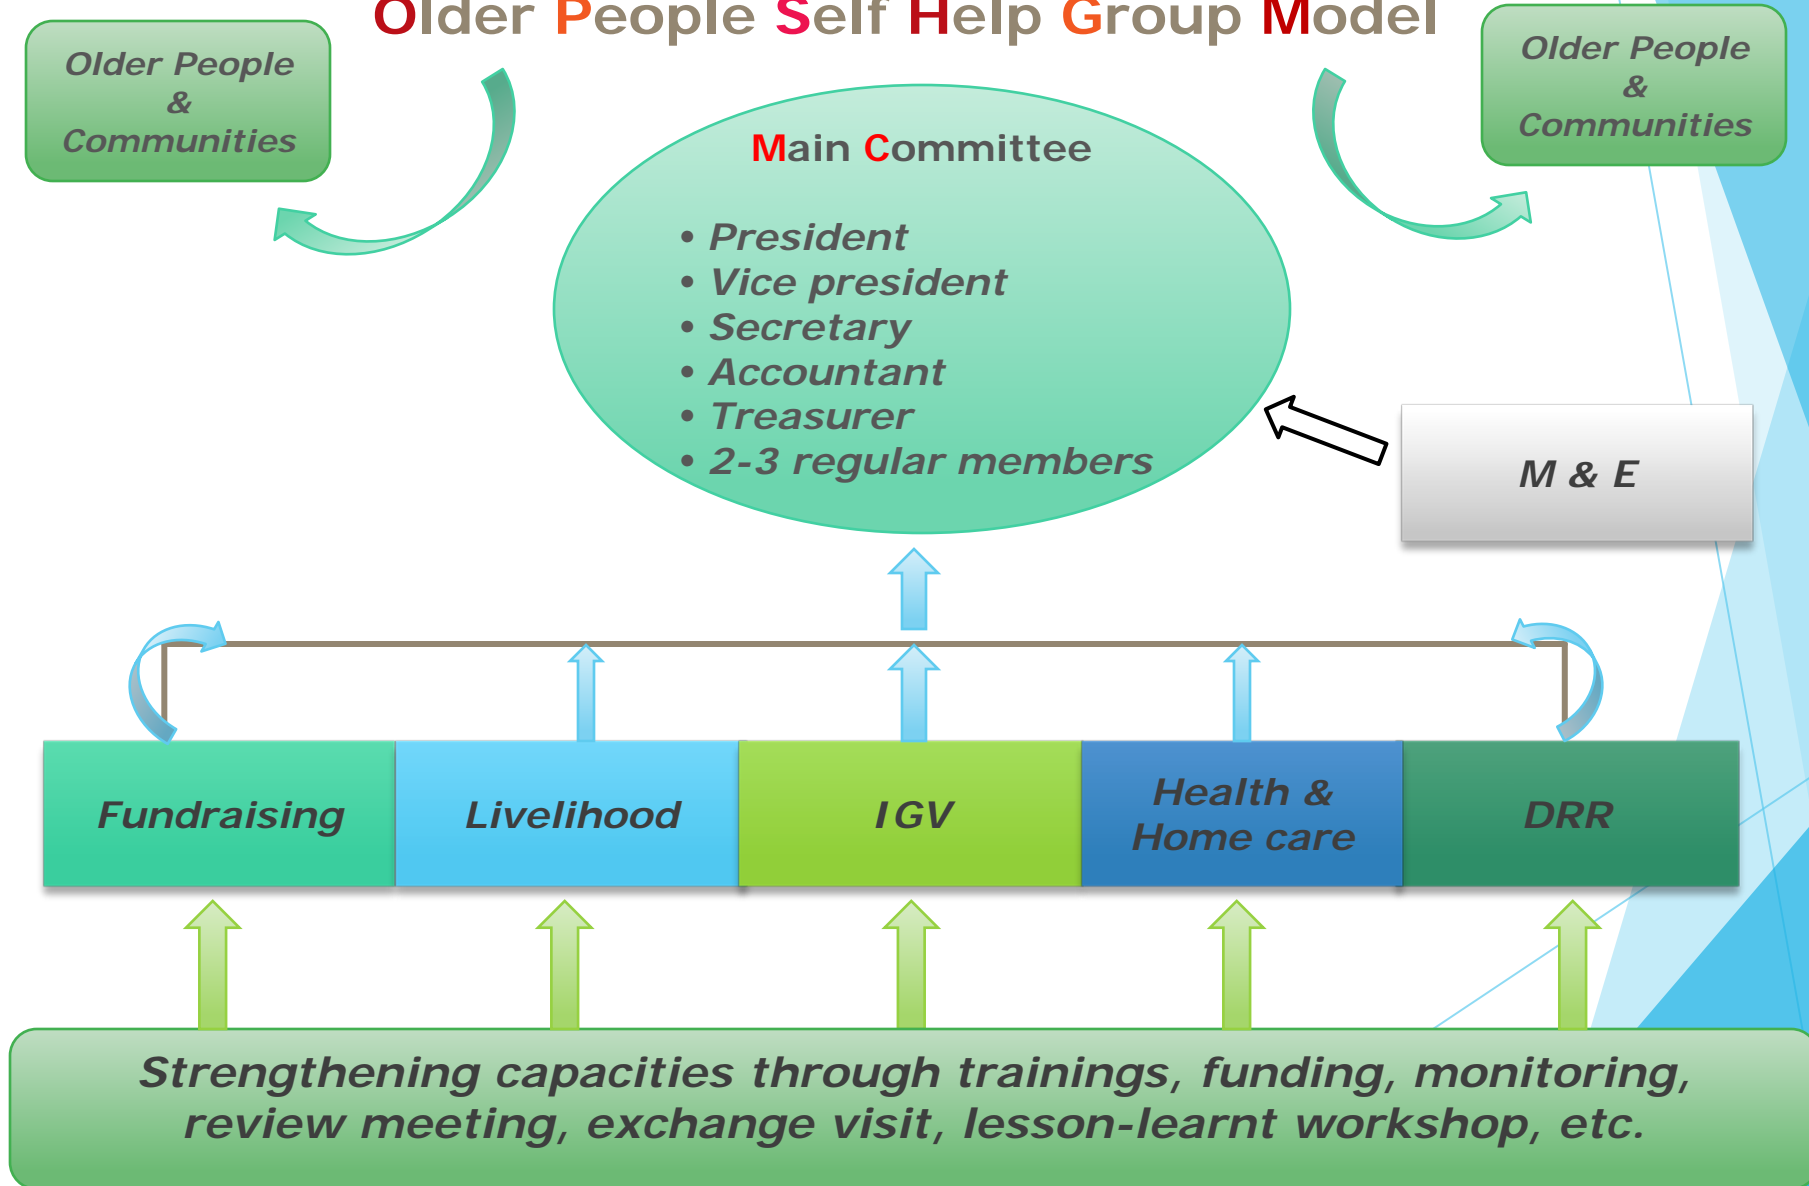 Older People Self Help Group Model
Older People
&
Communities
Older People
&
Communities
Main Committee
• President
• Vice president
• Secretary
• Accountant
• Treasurer
• 2-3 regular members
M & E
Fundraising
Livelihood
IGV
Health &
Home care
DRR
Strengthening capacities through trainings, funding, monitoring,
review meeting, exchange visit, lesson-learnt workshop, etc.